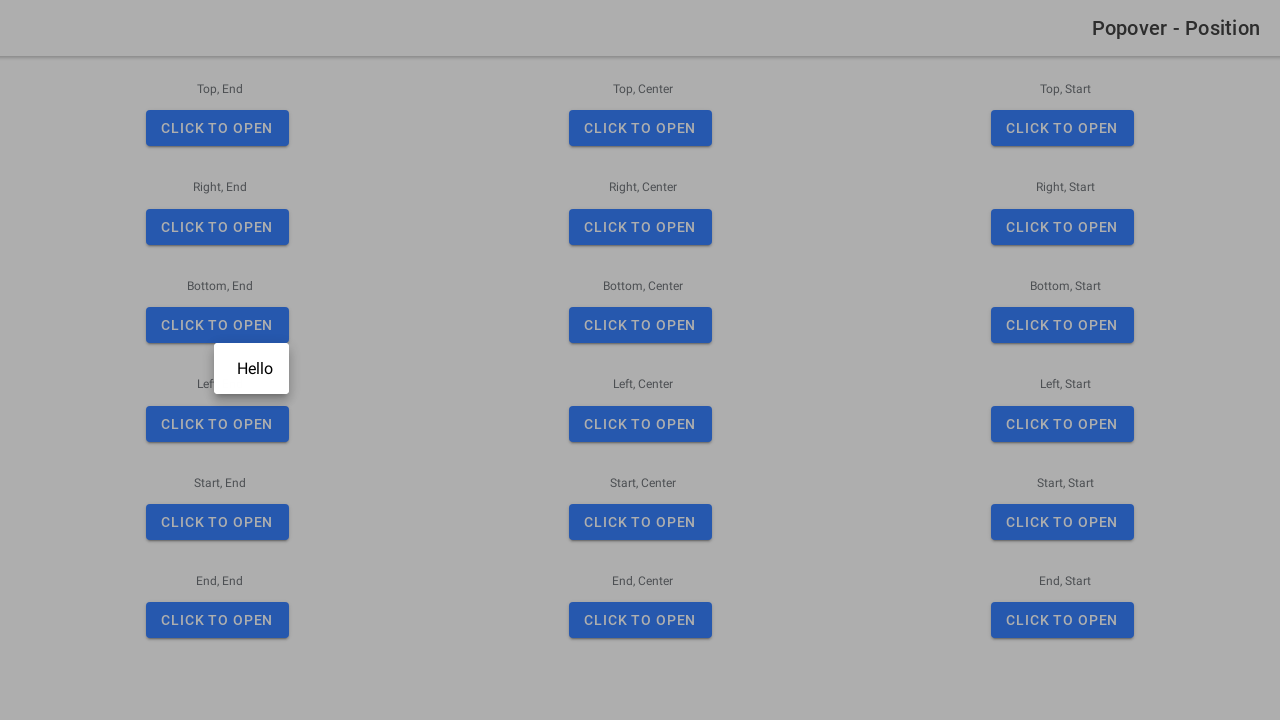 Popover - Position
Top, End
Top, Center
Top, Start
CLICK TO OPEN
CLICK TO OPEN
CLICK TO OPEN
Right, End
Right, Center
Right, Start
CLICK TO OPEN
CLICK TO OPEN
CLICK TO OPEN
Bottom, End
Bottom, Center
Bottom, Start
CLICK TO OPEN
CLICK TO OPEN
CLICK TO OPEN
Hello
Left, Center
Left, Start
CLICK TO OPEN
CLICK TO OPEN
CLICK TO OPEN
Start, End
Start, Center
Start, Start
CLICK TO OPEN
CLICK TO OPEN
CLICK TO OPEN
End, End
End, Center
End, Start
CLICK TO OPEN
CLICK TO OPEN
CLICK TO OPEN